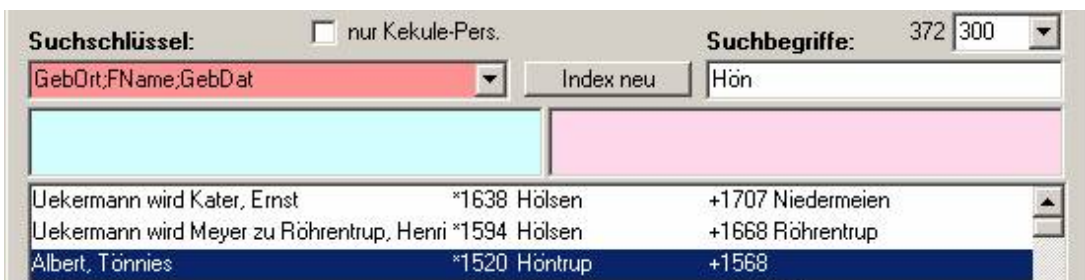 Suchschlüssel: nur Kekule-Pers. Suchbegriffe: 372 300
GebOrt;FName;GebDat Index neu Hön
Uekermann wird Kater, Ernst *1638 Hölsen +1707 Niedermeien
Uekermann wird Meyer zu Röhrentrup, Henri *1594 Hölsen +1668 Röhrentrup
Albert, Tönnies *1520 Höntrup +1568